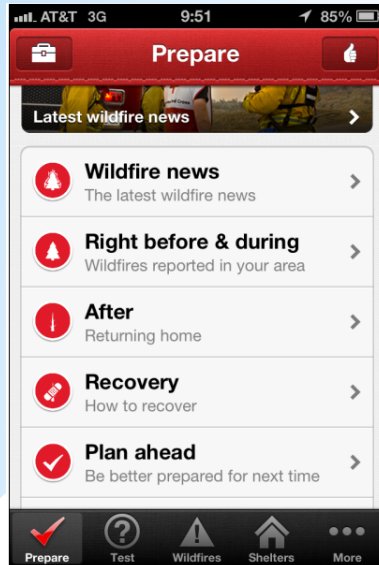 AT&T 3G 9:51 85%
Prepare
Latest wildfire news
Wildfire news
The latest wildfire news
Right before & during
Wildfires reported in your area
After
Returning home
Recovery
How to recover
Plan ahead
Be better prepared for next time
Prepare Test Wildfires Shelters More